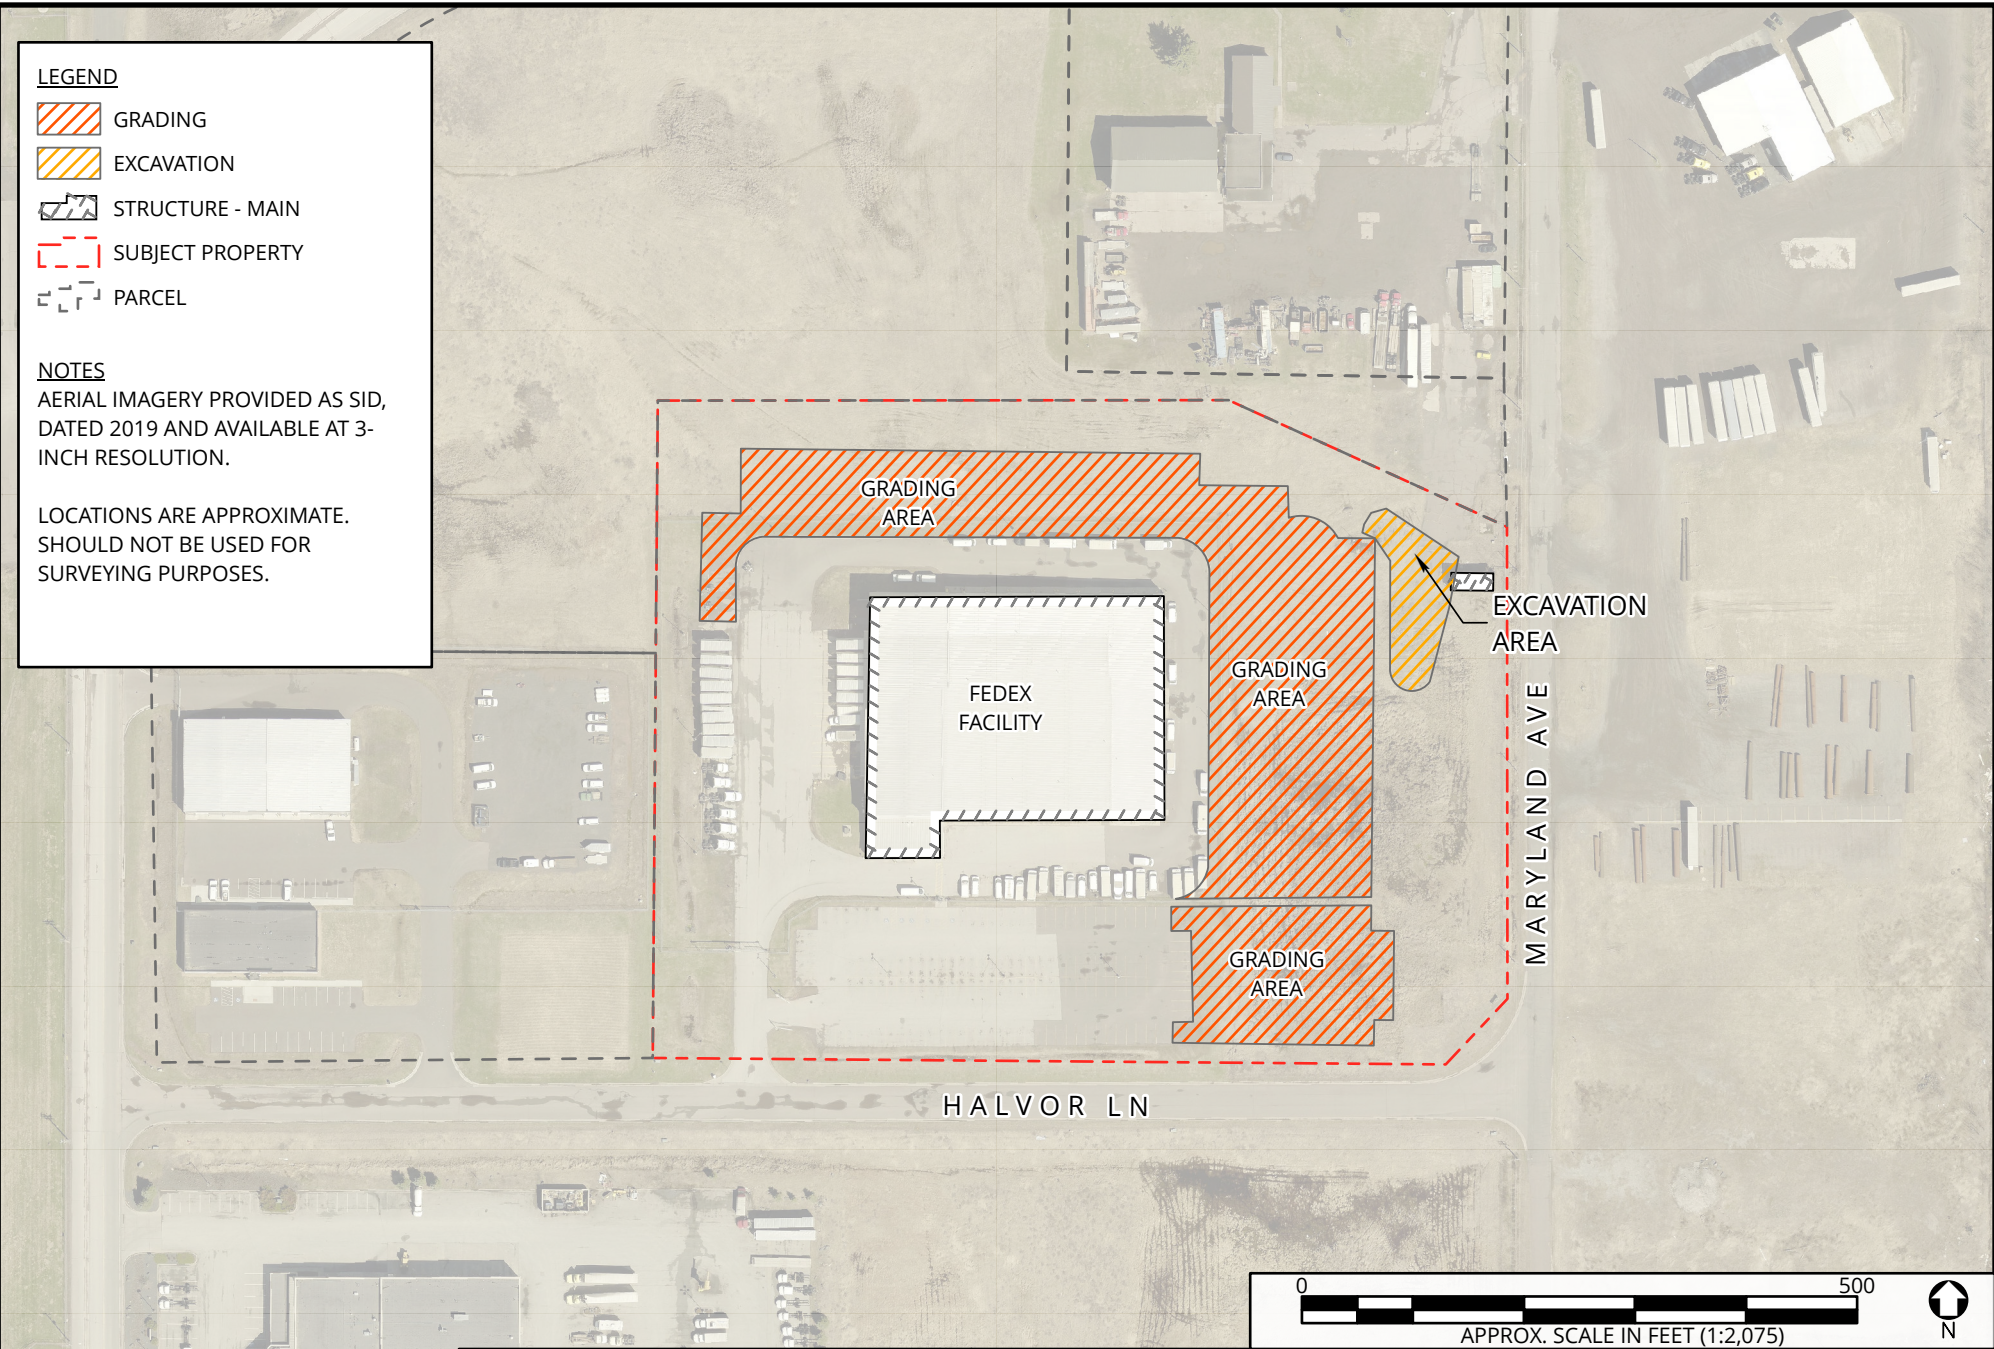 LEGEND
GRADING
EXCAVATION
STRUCTURE - MAIN
SUBJECT PROPERTY
PARCEL
NOTES
AERIAL IMAGERY PROVIDED AS SID,
DATED 2019 AND AVAILABLE AT 3-
INCH RESOLUTION.
LOCATIONS ARE APPROXIMATE.
SHOULD NOT BE USED FOR
SURVEYING PURPOSES.
GRADING
AREA
EXCAVATION
AREA
GRADING
AREA
FEDEX
FACILITY
MARYLAND AVE
GRADING
AREA
HALVOR LN
0 500
APPROX. SCALE IN FEET (1:2,075)
N